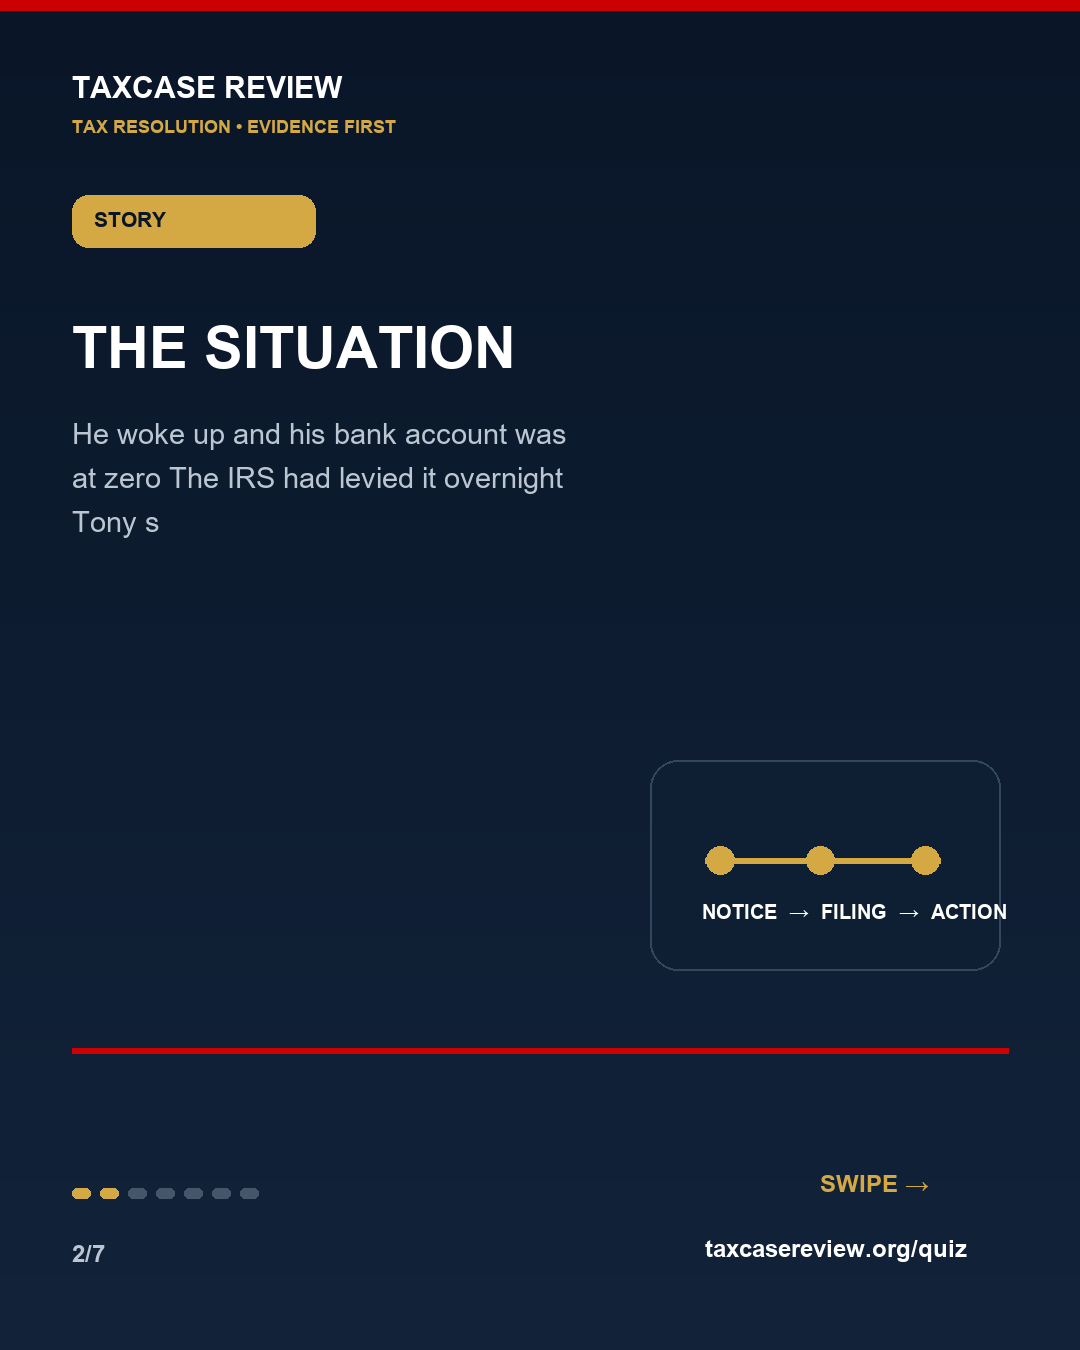 TAXCASE REVIEW
TAX RESOLUTION • EVIDENCE FIRST
STORY
THE SITUATION
He woke up and his bank account was
at zero The IRS had levied it overnight
Tony s
NOTICE → FILING → ACTION
SWIPE →
2/7
taxcasereview.org/quiz